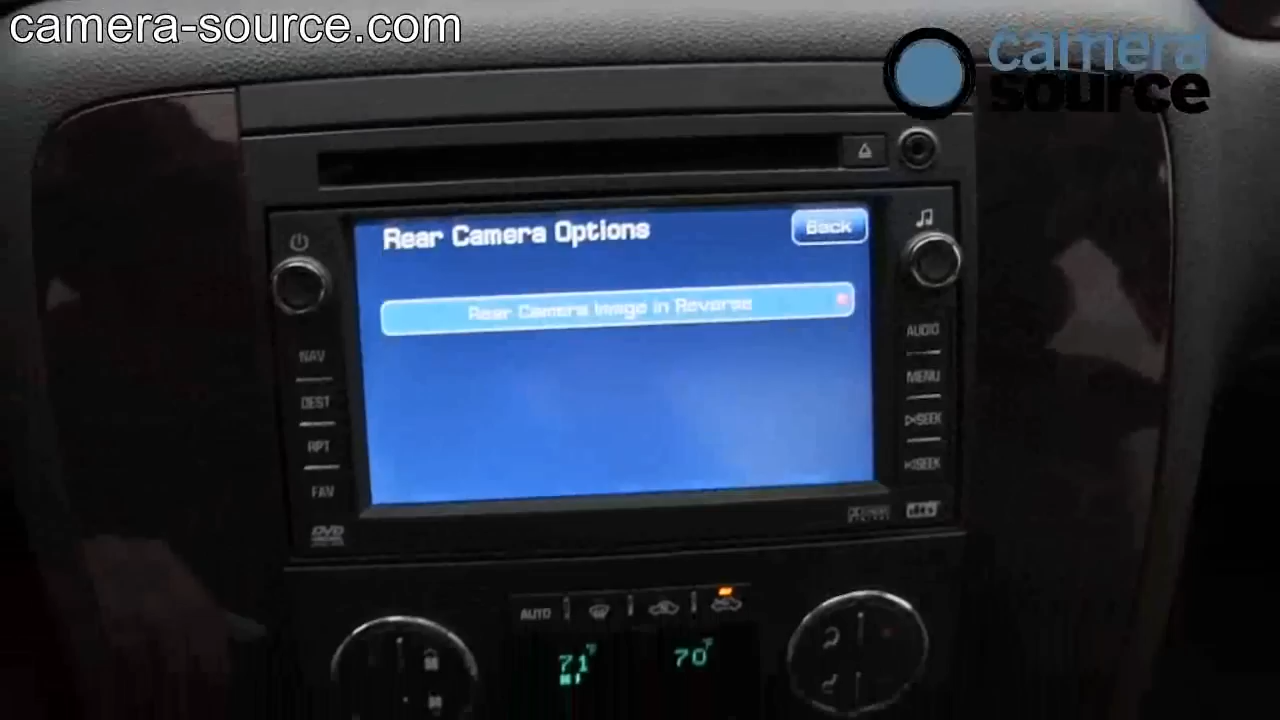 camera-source.com
camera
source
Rear Camera Options
Back
Rear Camera Image in Reverse
NAV
AUDIO
DEST
MENU
RPT
SEEK
FAV
SEEK
DVD
dts
AUTO
71°F
70°F